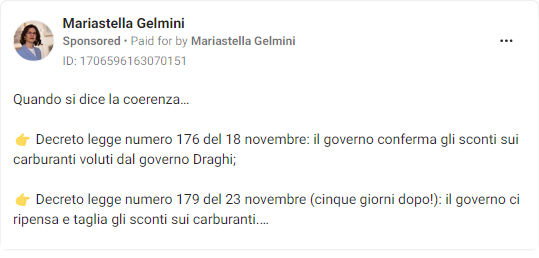 Mariastella Gelmini
Sponsored • Paid for by Mariastella Gelmini
ID: 1706596163070151
Quando si dice la coerenza…
👉 Decreto legge numero 176 del 18 novembre: il governo conferma gli sconti sui
carburanti voluti dal governo Draghi;
👉 Decreto legge numero 179 del 23 novembre (cinque giorni dopo!): il governo ci
ripensa e taglia gli sconti sui carburanti.…